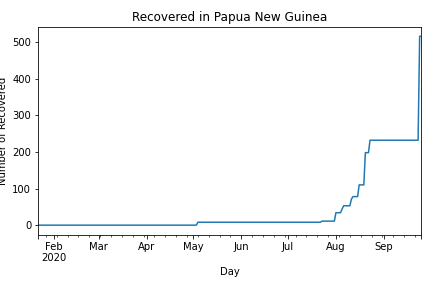 Recovered in Papua New Guinea
Number of Recovered
500
400
300
200
100
0
Feb Mar Apr May Jun Jul Aug Sep
2020
Day